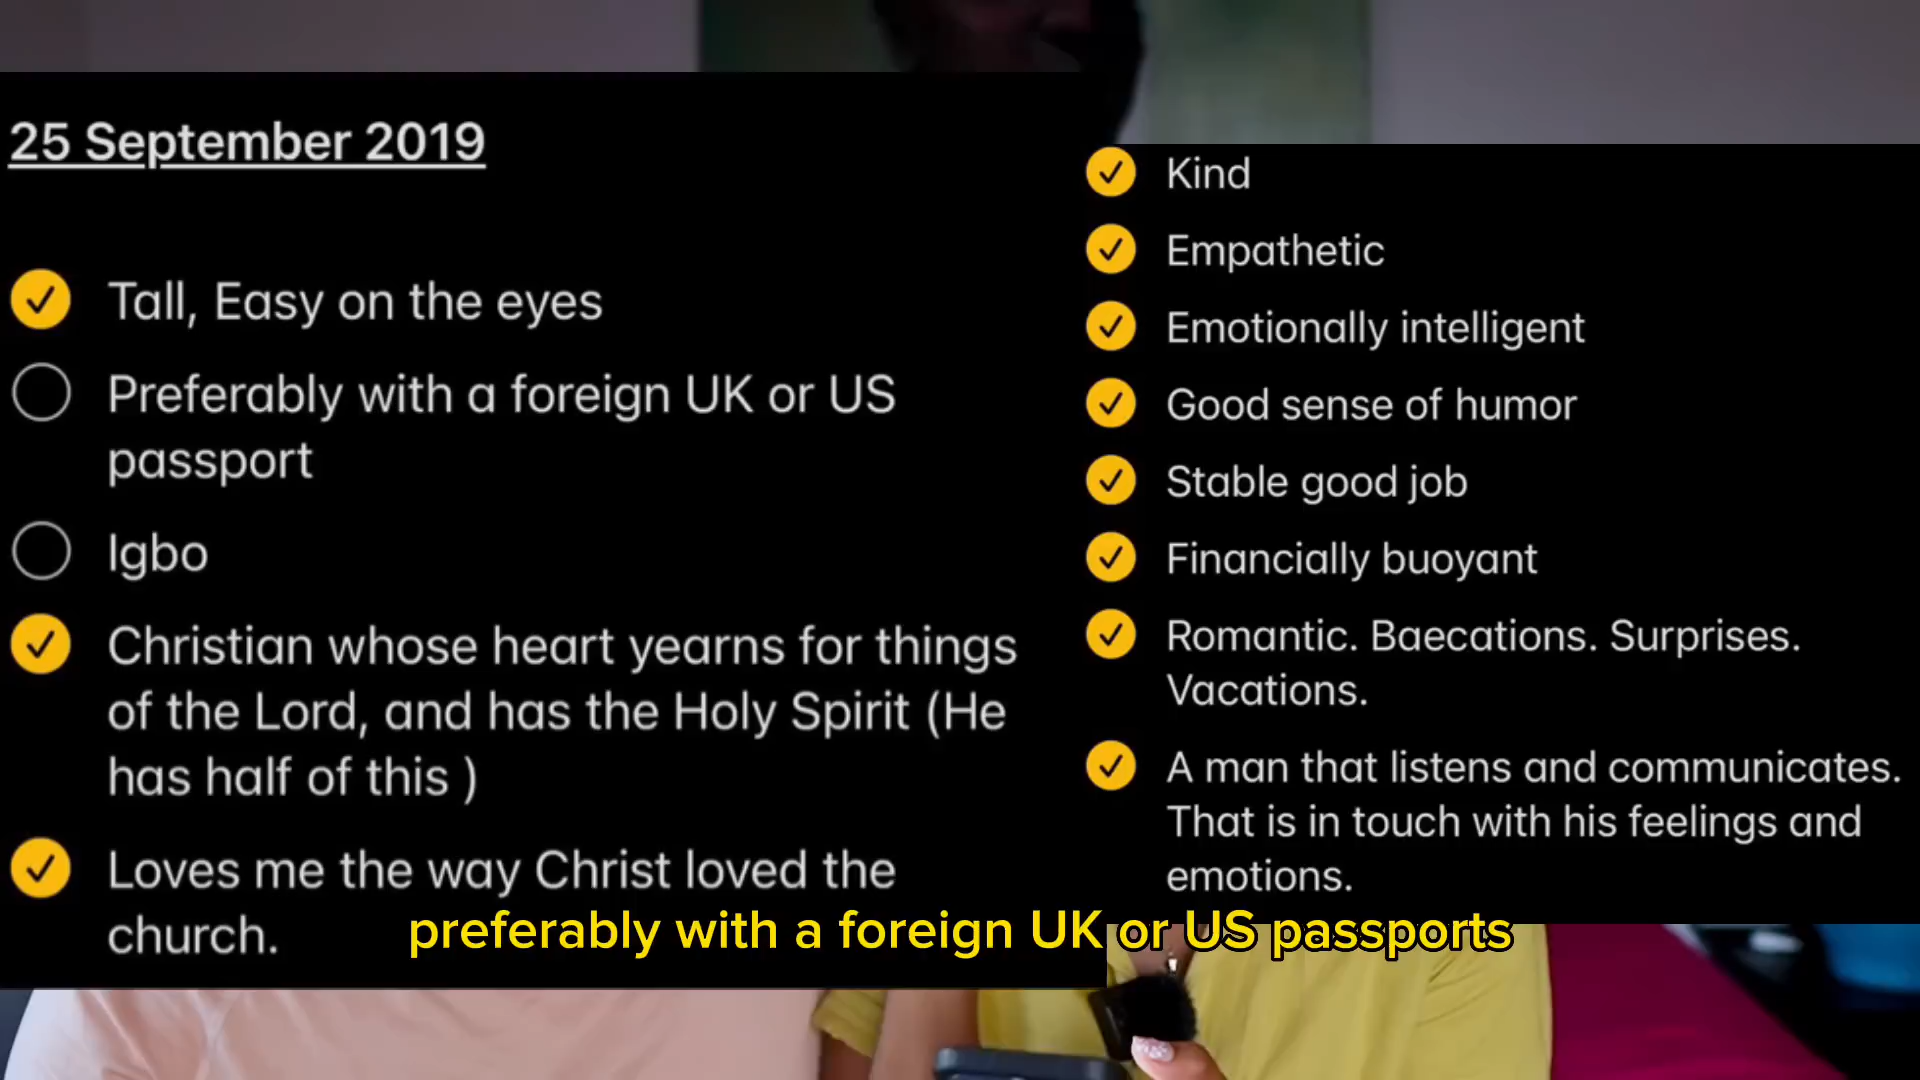 25 September 2019
Tall, Easy on the eyes
Preferably with a foreign UK or US
passport
Igbo
Christian whose heart yearns for things
of the Lord, and has the Holy Spirit (He
has half of this )
Loves me the way Christ loved the
church.
Kind
Empathetic
Emotionally intelligent
Good sense of humor
Stable good job
Financially buoyant
Romantic. Baecations. Surprises.
Vacations.
A man that listens and communicates.
That is in touch with his feelings and
emotions.
preferably with a foreign UK or US passports